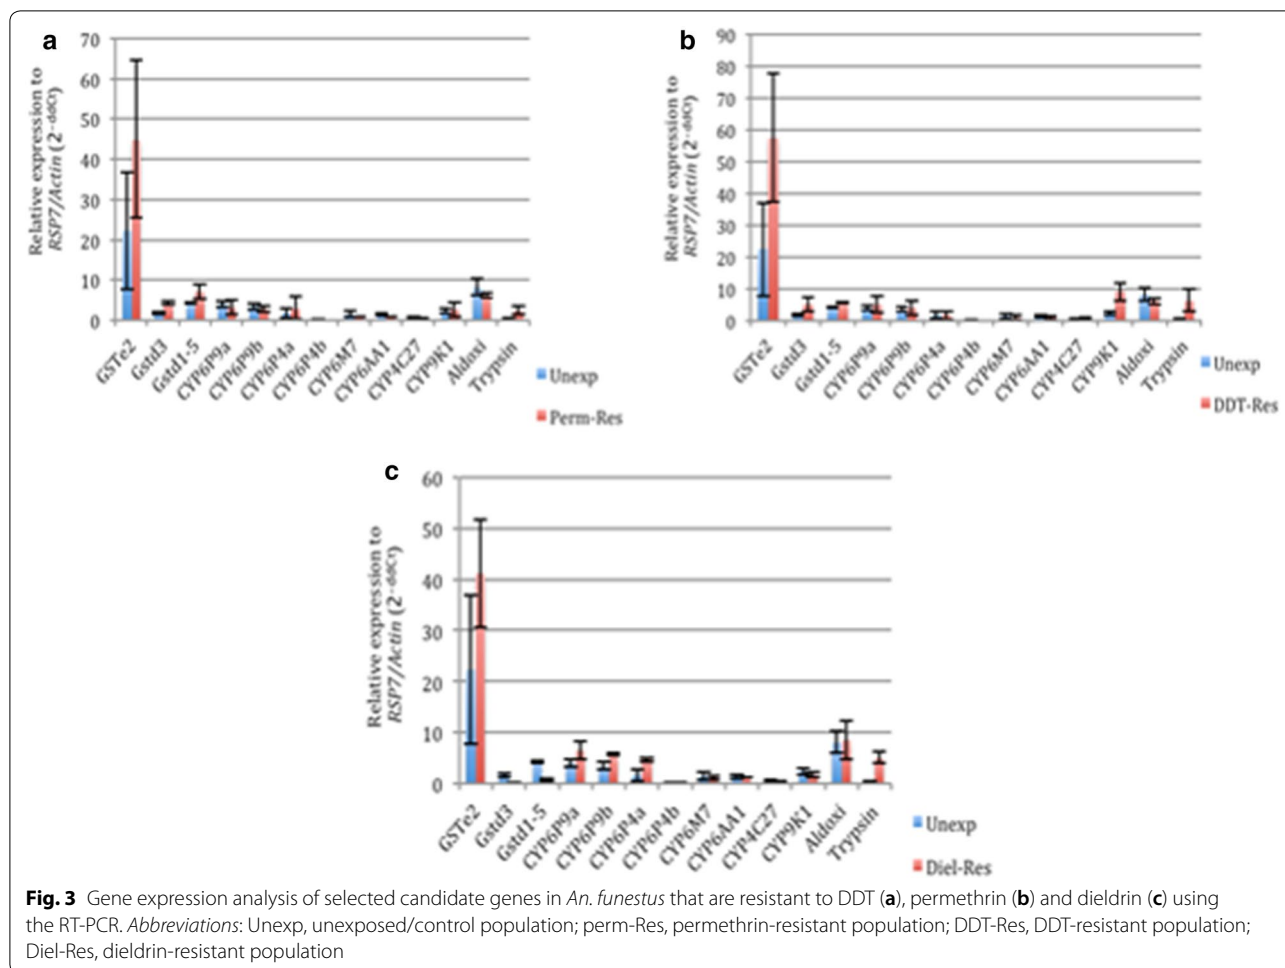 a
70
60
50
40
30
20
10
0
Relative expression to
RSP7/Actin (2^-ddCt)
GSTe2
Gstd3
Gstd1-5
CYP6P9a
CYP6P9b
CYP6P4a
CYP6P4b
CYP6M7
CYP6AA1
CYP4C27
CYP9K1
Aldoxi
Trypsin
Unexp
Perm-Res
b
90
80
70
60
50
40
30
20
10
0
Relative expression to
RSP7/Actin (2^-ddCt)
GSTe2
Gstd3
Gstd1-5
CYP6P9a
CYP6P9b
CYP6P4a
CYP6P4b
CYP6M7
CYP6AA1
CYP4C27
CYP9K1
Aldoxi
Trypsin
Unexp
DDT-Res
c
60
50
40
30
20
10
0
Relative expression to
RSP7/Actin (2^-ddCt)
GSTe2
Gstd3
Gstd1-5
CYP6P9a
CYP6P9b
CYP6P4a
CYP6P4b
CYP6M7
CYP6AA1
CYP4C27
CYP9K1
Aldoxi
Trypsin
Unexp
Diel-Res
Fig. 3 Gene expression analysis of selected candidate genes in An. funestus that are resistant to DDT (a), permethrin (b) and dieldrin (c) using
the RT-PCR. Abbreviations: Unexp, unexposed/control population; perm-Res, permethrin-resistant population; DDT-Res, DDT-resistant population;
Diel-Res, dieldrin-resistant population